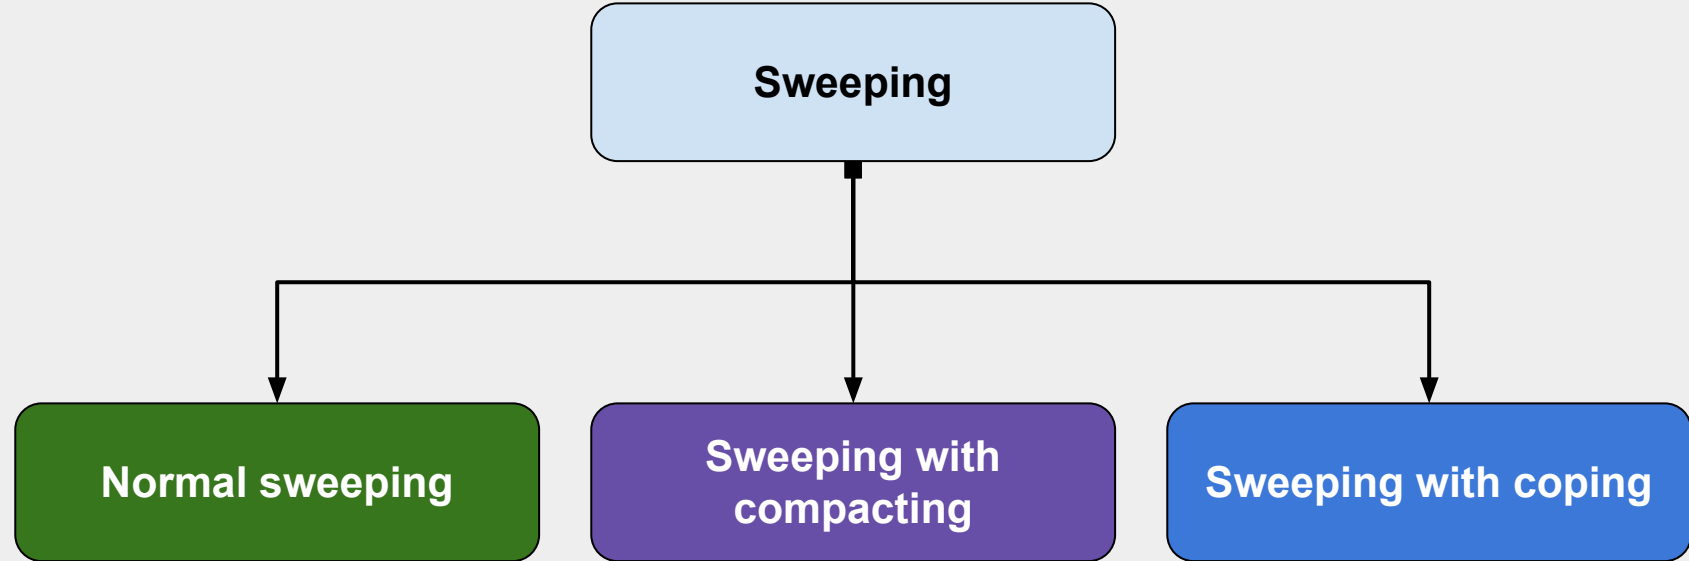 Sweeping
Normal sweeping
Sweeping with
compacting
Sweeping with coping